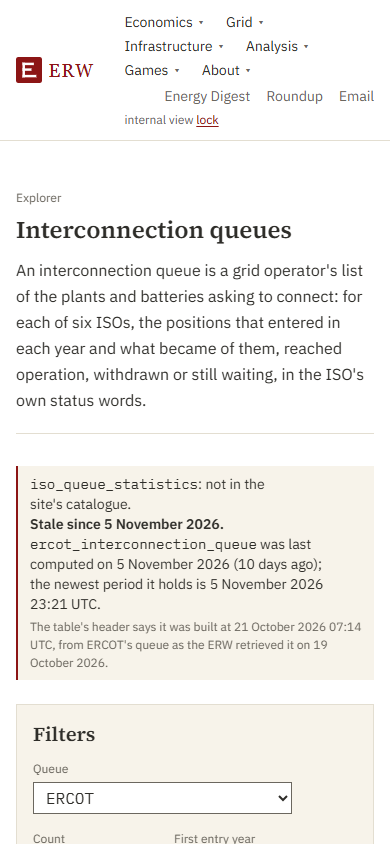 Economics ▾ Grid ▾
Infrastructure ▾ Analysis ▾
E ERW
Games ▾ About ▾
Energy Digest Roundup Email
internal view lock
Explorer
Interconnection queues
An interconnection queue is a grid operator's list
of the plants and batteries asking to connect: for
each of six ISOs, the positions that entered in
each year and what became of them, reached
operation, withdrawn or still waiting, in the ISO's
own status words.
iso_queue_statistics: not in the
site's catalogue.
Stale since 5 November 2026.
ercot_interconnection_queue was last
computed on 5 November 2026 (10 days ago);
the newest period it holds is 5 November 2026
23:21 UTC.
The table's header says it was built at 21 October 2026 07:14
UTC, from ERCOT's queue as the ERW retrieved it on 19
October 2026.
Filters
Queue
ERCOT
Count First entry year